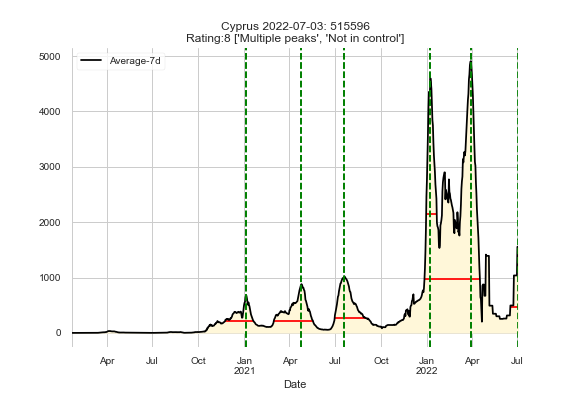 Cyprus 2022-07-03: 515596
Rating:8 ['Multiple peaks', 'Not in control']
Average-7d
5000
4000
3000
2000
1000
0
Apr Jul Oct Jan Apr Jul Oct Jan Apr Jul
2021 2022
Date